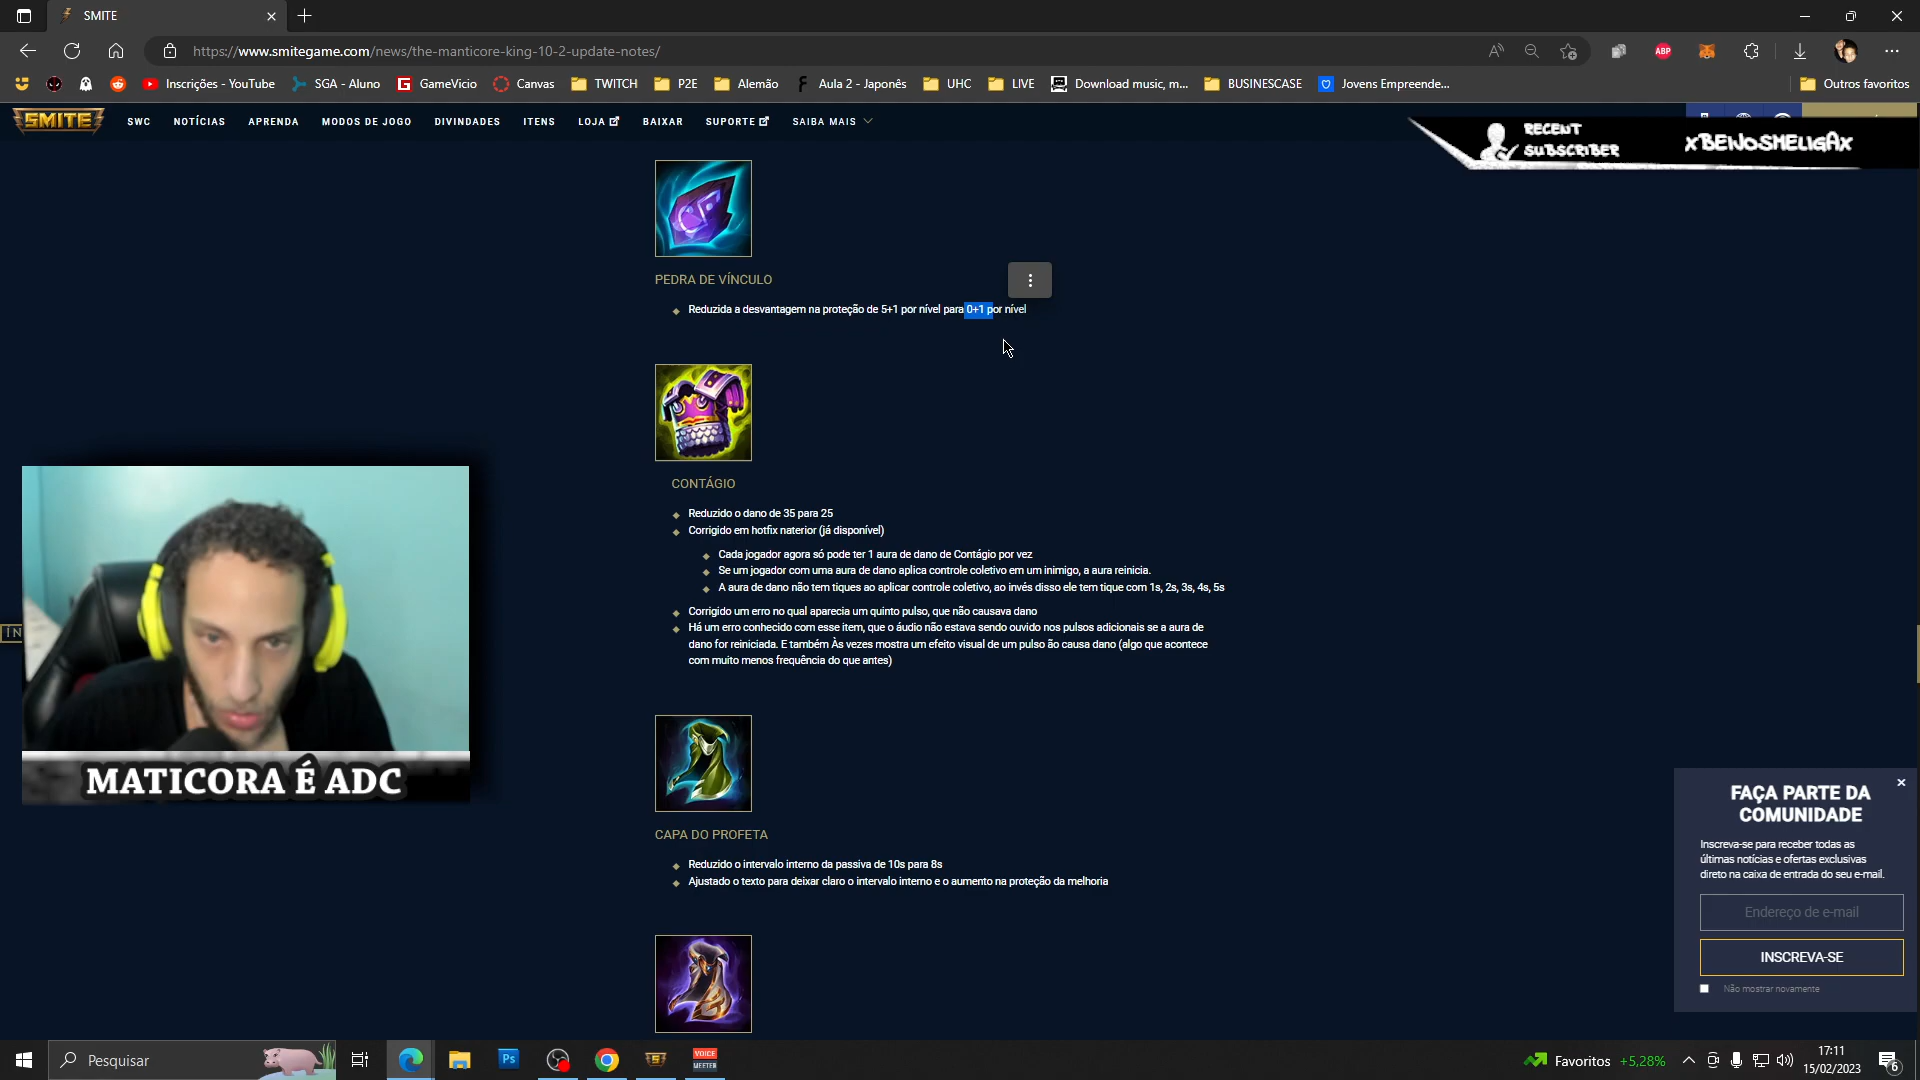 SMITE
https://www.smitegame.com/news/the-manticore-king-10-2-update-notes/
ABP
Inscrições - YouTube
SGA - Aluno
GameVicio
Canvas
TWITCH
P2E
Alemão
Aula 2 - Japonês
UHC
LIVE
Download music, m...
BUSINESCASE
Jovens Empreende...
Outros favoritos
SMITE
SWC
NOTÍCIAS
APRENDA
MODOS DE JOGO
DIVINDADES
ITENS
LOJA
BAIXAR
SUPORTE
SAIBA MAIS
RECENT
SUBSCRIBER
xBEIJOSMELIGAx
PEDRA DE VÍNCULO
Reduzida a desvantagem na proteção de 5+1 por nível para 0+1 por nível
CONTÁGIO
Reduzido o dano de 35 para 25
Corrigido em hotfix naterior (já disponível)
Cada jogador agora só pode ter 1 aura de dano de Contágio por vez
Se um jogador com uma aura de dano aplica controle coletivo em um inimigo, a aura reinicia.
A aura de dano não tem tiques ao aplicar controle coletivo, ao invés disso ele tem tique com 1s, 2s, 3s, 4s, 5s
Corrigido um erro no qual aparecia um quinto pulso, que não causava dano
Há um erro conhecido com esse item, que o áudio não estava sendo ouvido nos pulsos adicionais se a aura de
dano for reiniciada. E também Às vezes mostra um efeito visual de um pulso ão causa dano (algo que acontece
com muito menos frequência do que antes)
IN
MATICORA É ADC
CAPA DO PROFETA
Reduzido o intervalo interno da passiva de 10s para 8s
Ajustado o texto para deixar claro o intervalo interno e o aumento na proteção da melhoria
FAÇA PARTE DA
COMUNIDADE
Inscreva-se para receber todas as
últimas notícias e ofertas exclusivas
direto na caixa de entrada do seu e-mail.
Endereço de e-mail
INSCREVA-SE
Não mostrar novamente
Pesquisar
Ps
VOICE
MEETER
Favoritos +5,28%
17:11
15/02/2023
6